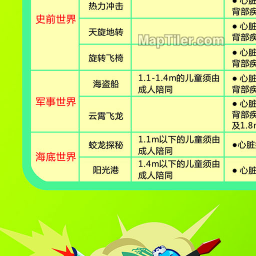 热力冲击
背部疾
史前世界
天旋地转
● 心脏
背部疾
MapTiler.com
旋转飞椅
● 心脏
背部疾
海盗船
1.1-1.4m的儿童须由
成人陪同
● 心脏
背部疾
军事世界
云霄飞龙
● 心脏
背部疾
及1.8m
海底世界
蛟龙探秘
1.1m以下的儿童须由
成人陪同
●心脏
阳光港
1.4m以下的儿童须由
成人陪同
● 心脏